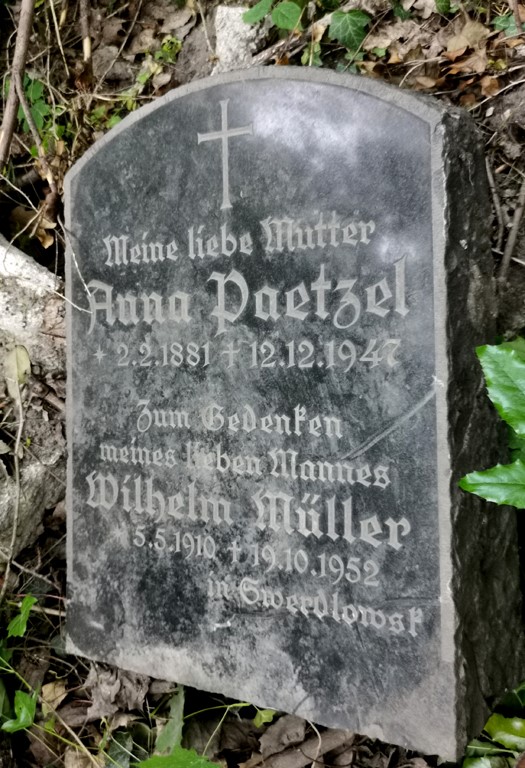 Meine liebe Mutter
Anna Paetzel
* 2.2.1881 † 12.12.1947
Zum Gedenken
meines lieben Mannes
Wilhelm Müller
* 5.5.1910 † 19.10.1952
in Swerdlowsk